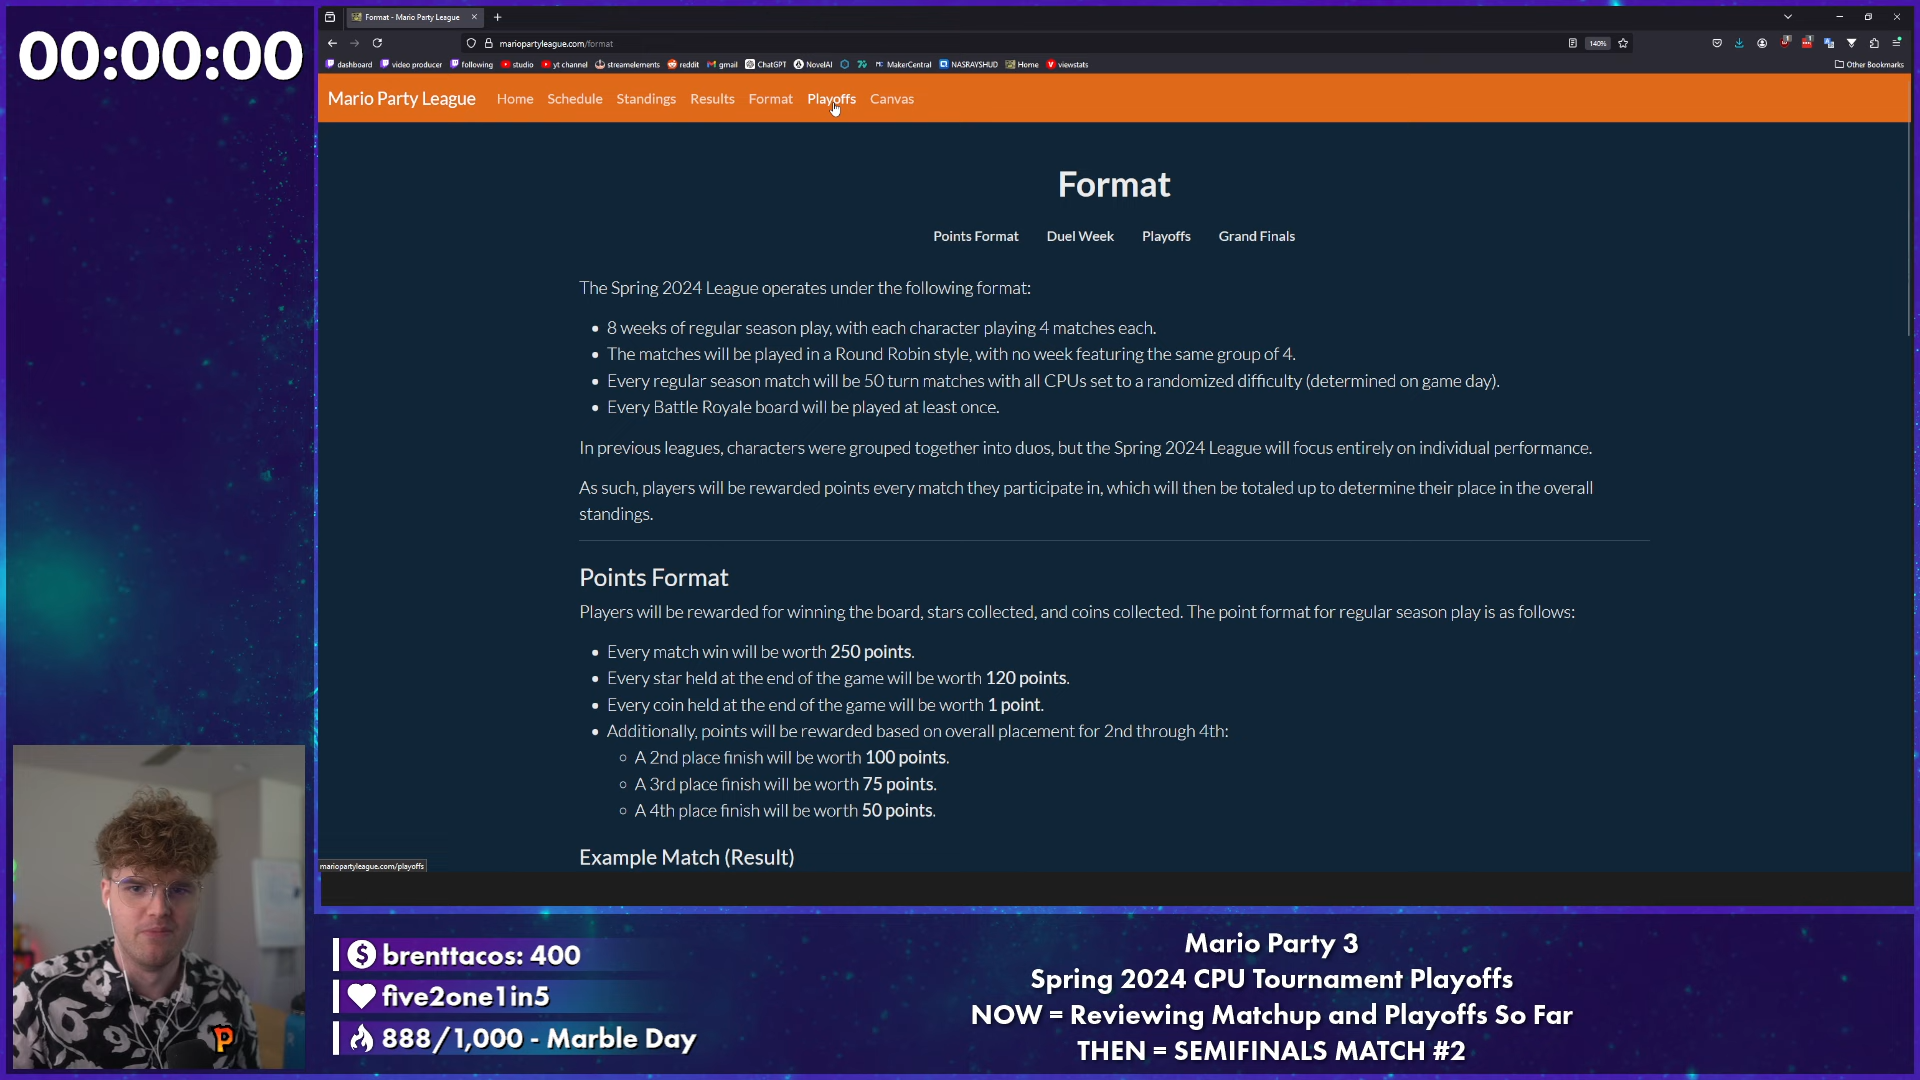 00:00:00
Format - Mario Party League
mariopartyleague.com/format
140%
dashboard
video producer
following
studio
yt channel
streamelements
reddit
gmail
ChatGPT
NovelAI
MakerCentral
NASRAYSHUD
Home
viewstats
Other Bookmarks
Mario Party League
Home
Schedule
Standings
Results
Format
Playoffs
Canvas
Format
Points Format
Duel Week
Playoffs
Grand Finals
The Spring 2024 League operates under the following format:
8 weeks of regular season play, with each character playing 4 matches each.
The matches will be played in a Round Robin style, with no week featuring the same group of 4.
Every regular season match will be 50 turn matches with all CPUs set to a randomized difficulty (determined on game day).
Every Battle Royale board will be played at least once.
In previous leagues, characters were grouped together into duos, but the Spring 2024 League will focus entirely on individual performance.
As such, players will be rewarded points every match they participate in, which will then be totaled up to determine their place in the overall
standings.
Points Format
Players will be rewarded for winning the board, stars collected, and coins collected. The point format for regular season play is as follows:
Every match win will be worth 250 points.
Every star held at the end of the game will be worth 120 points.
Every coin held at the end of the game will be worth 1 point.
Additionally, points will be rewarded based on overall placement for 2nd through 4th:
A 2nd place finish will be worth 100 points.
A 3rd place finish will be worth 75 points.
A 4th place finish will be worth 50 points.
Example Match (Result)
mariopartyleague.com/playoffs
brenttacos: 400
five2one1in5
888/1,000 - Marble Day
Mario Party 3
Spring 2024 CPU Tournament Playoffs
NOW = Reviewing Matchup and Playoffs So Far
THEN = SEMIFINALS MATCH #2